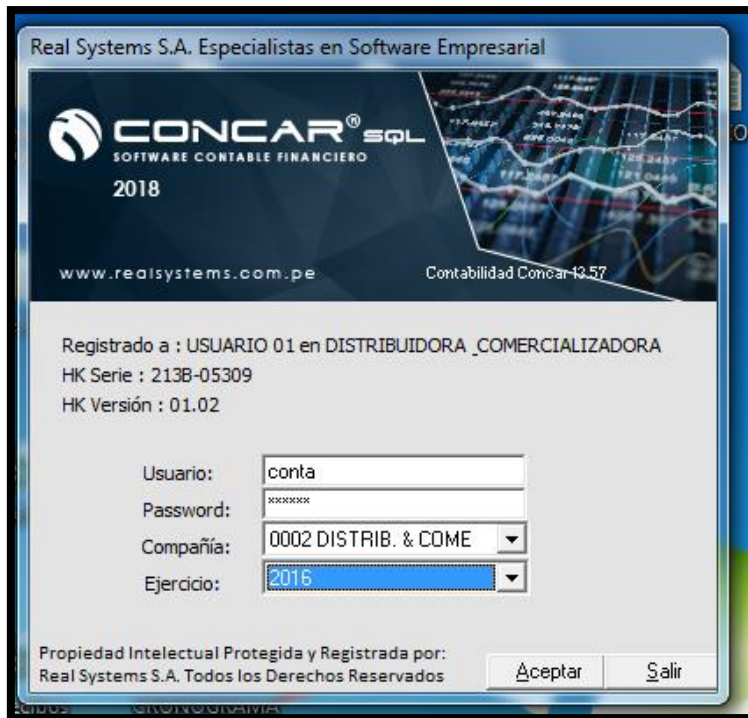 Real Systems S.A. Especialistas en Software Empresarial
CONCAR® SQL
SOFTWARE CONTABLE FINANCIERO
2018
www.realsystems.com.pe
Contabilidad Concar 13.57
Registrado a : USUARIO 01 en DISTRIBUIDORA _COMERCIALIZADORA
HK Serie : 213B-05309
HK Versión : 01.02
Usuario: conta
Password: ××××××
Compañía: 0002 DISTRIB. & COME
Ejercicio: 2016
Propiedad Intelectual Protegida y Registrada por:
Real Systems S.A. Todos los Derechos Reservados
Aceptar Salir
CRONOGRAMA